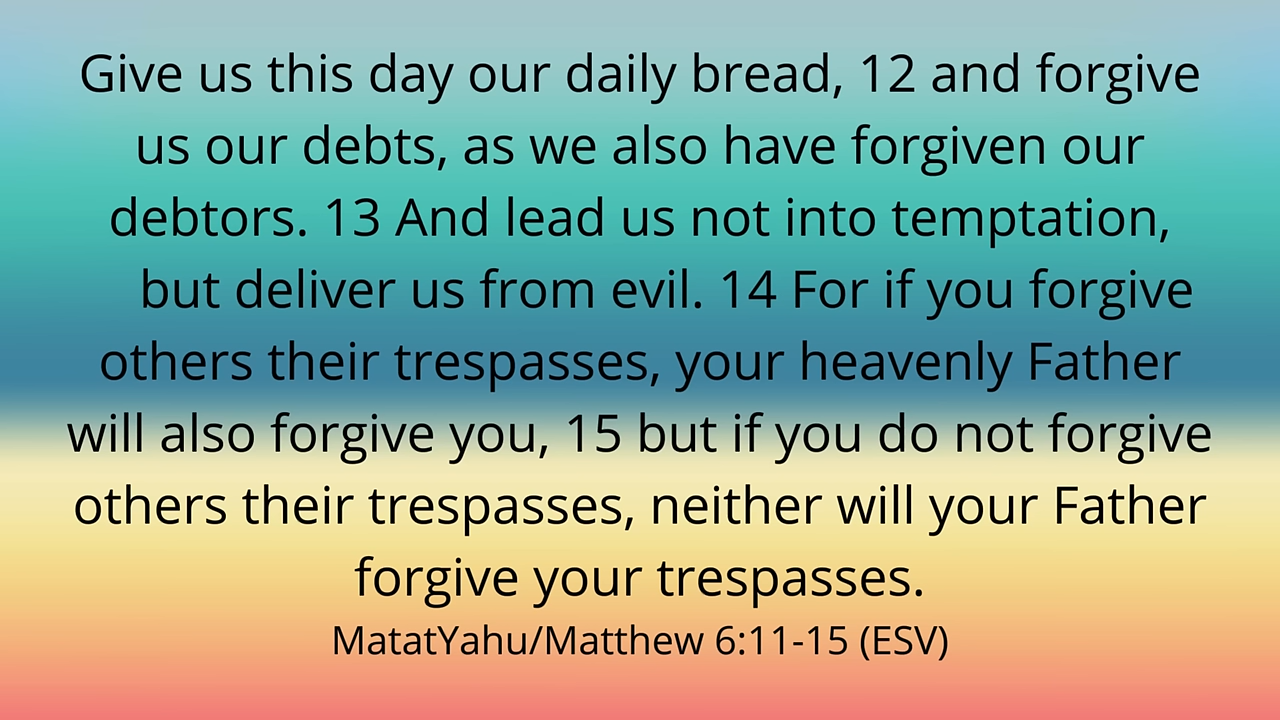 Give us this day our daily bread, 12 and forgive
us our debts, as we also have forgiven our
debtors. 13 And lead us not into temptation,
but deliver us from evil. 14 For if you forgive
others their trespasses, your heavenly Father
will also forgive you, 15 but if you do not forgive
others their trespasses, neither will your Father
forgive your trespasses.
MatatYahu/Matthew 6:11-15 (ESV)